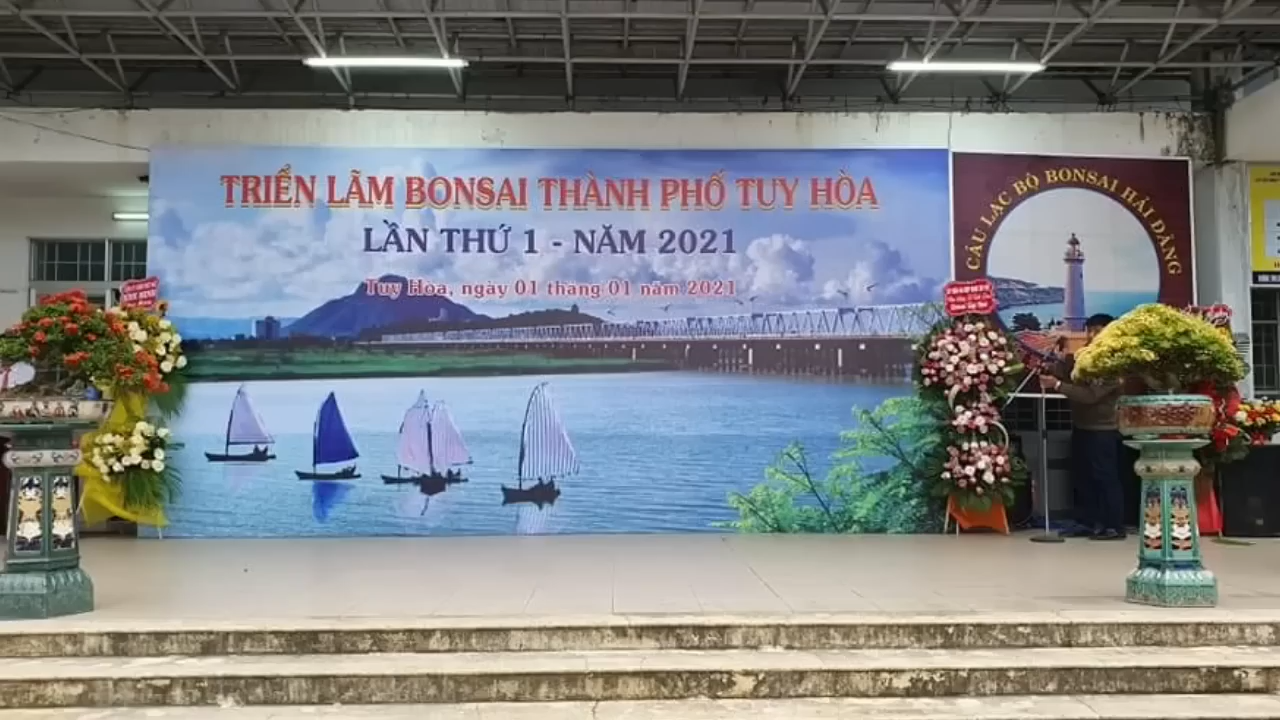 TRIỂN LÃM BONSAI THÀNH PHỐ TUY HÒA
LẦN THỨ 1 - NĂM 2021
Tuy Hòa, ngày 01 tháng 01 năm 2021
CÂU LẠC BỘ BONSAI HẢI ĐĂNG